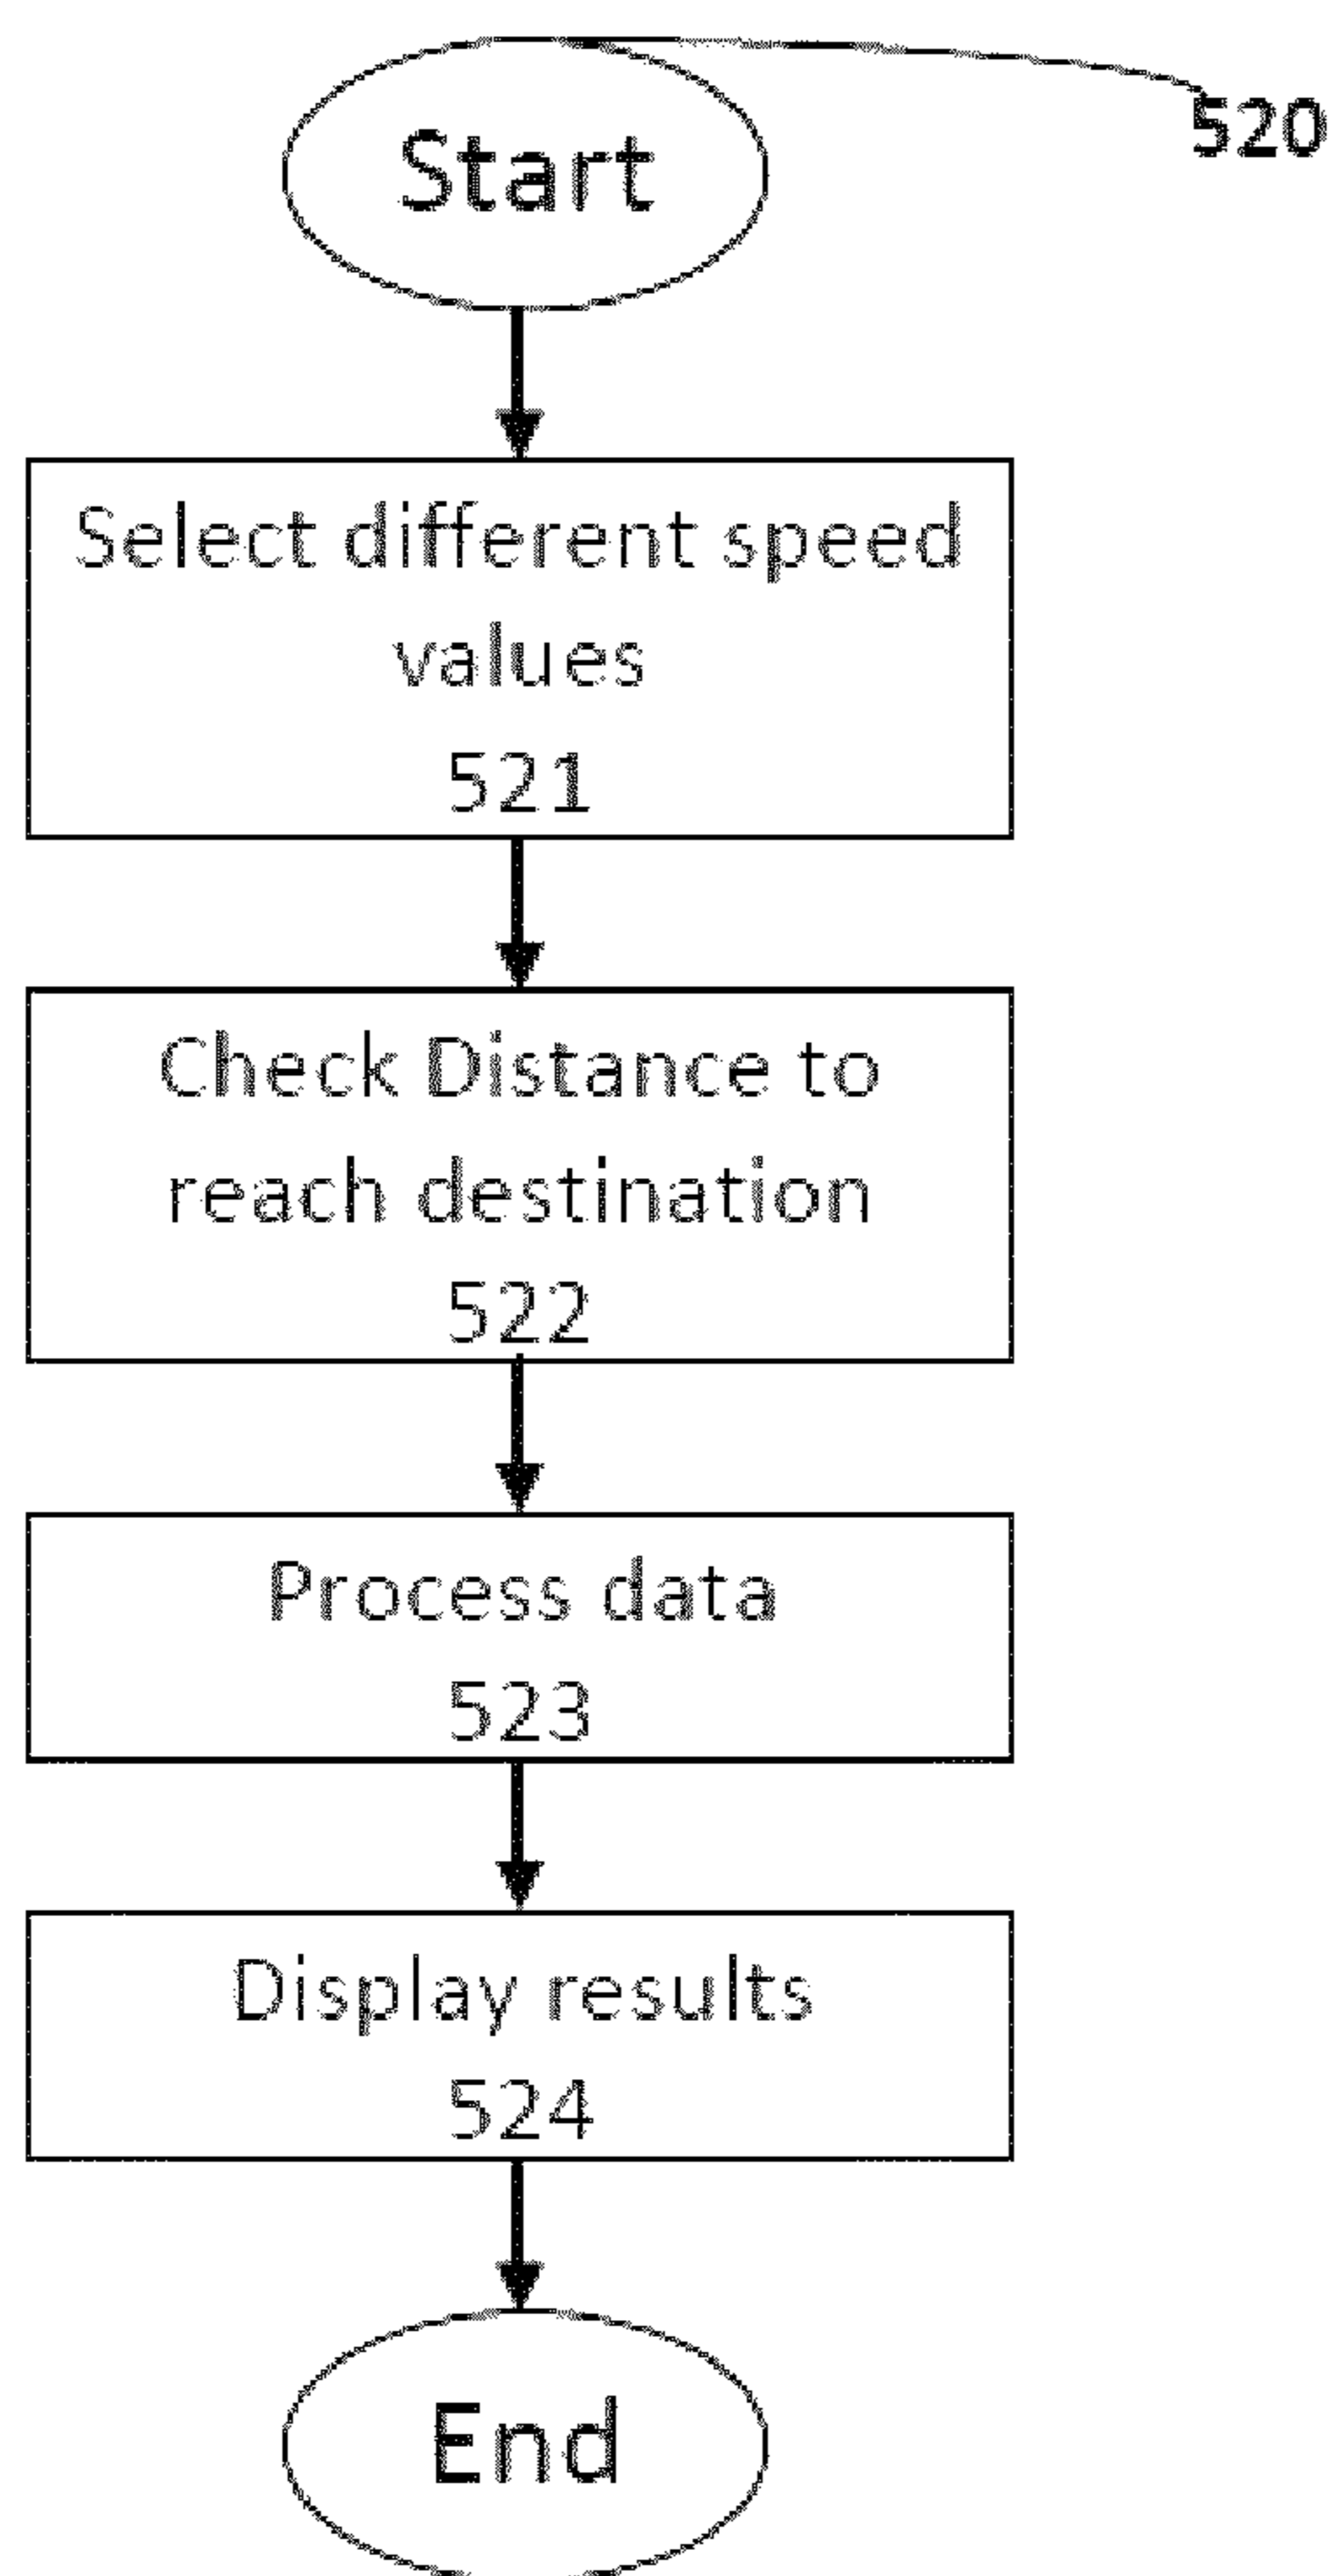 Start
520
Select different speed
values
521
Check Distance to
reach destination
522
Process data
523
Display results
524
End